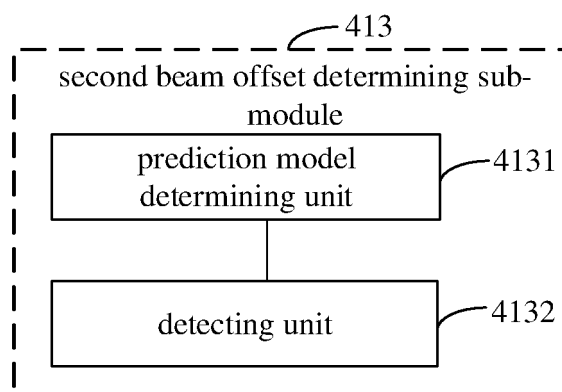 413
second beam offset determining sub-
module
prediction model
determining unit
4131
detecting unit
4132